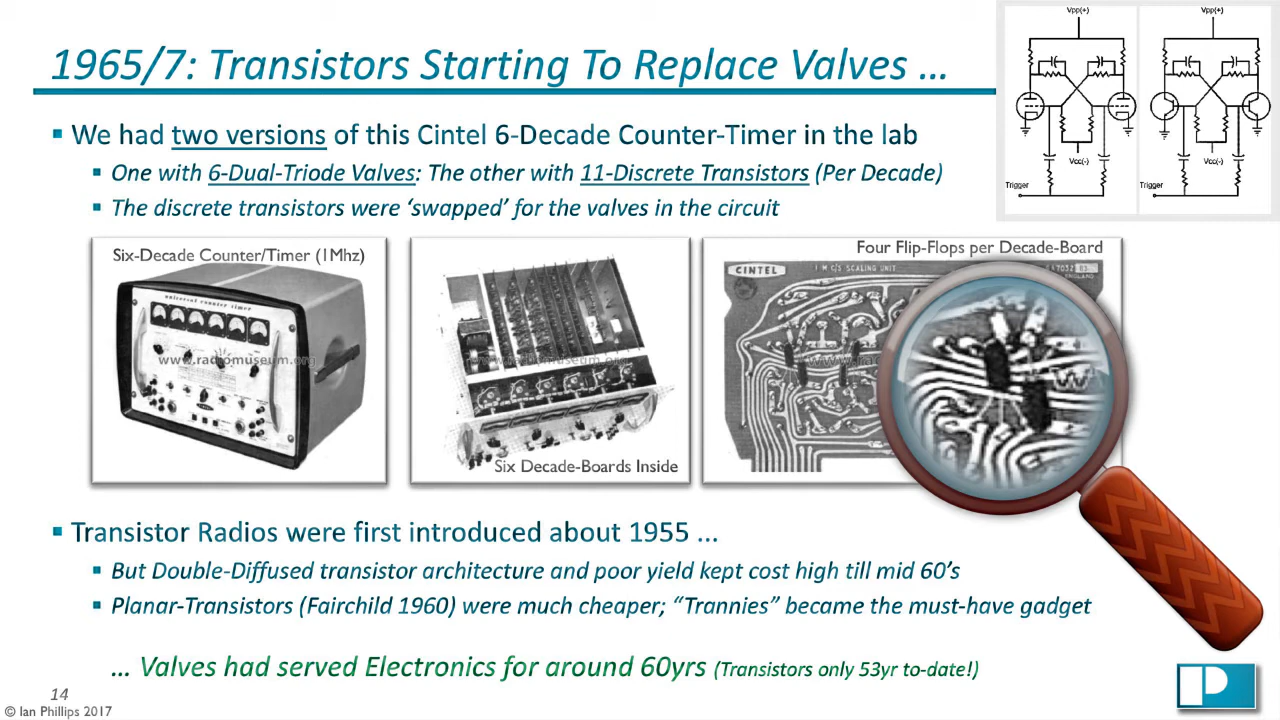 1965/7: Transistors Starting To Replace Valves …
Vpp(+)
Vpp(+)
Vcc(-)
Vcc(-)
Trigger
Trigger
▪ We had two versions of this Cintel 6-Decade Counter-Timer in the lab
▪ One with 6-Dual-Triode Valves: The other with 11-Discrete Transistors (Per Decade)
▪ The discrete transistors were ‘swapped’ for the valves in the circuit
Six-Decade Counter/Timer (1Mhz)
universal counter timer
www.radiomuseum.org
CINTEL
www.radiomuseum.org
Six Decade-Boards Inside
Four Flip-Flops per Decade-Board
CINTEL
1 MC/S SCALING UNIT
▪ Transistor Radios were first introduced about 1955 ...
▪ But Double-Diffused transistor architecture and poor yield kept cost high till mid 60’s
▪ Planar-Transistors (Fairchild 1960) were much cheaper; “Trannies” became the must-have gadget
… Valves had served Electronics for around 60yrs (Transistors only 53yr to-date!)
14
© Ian Phillips 2017